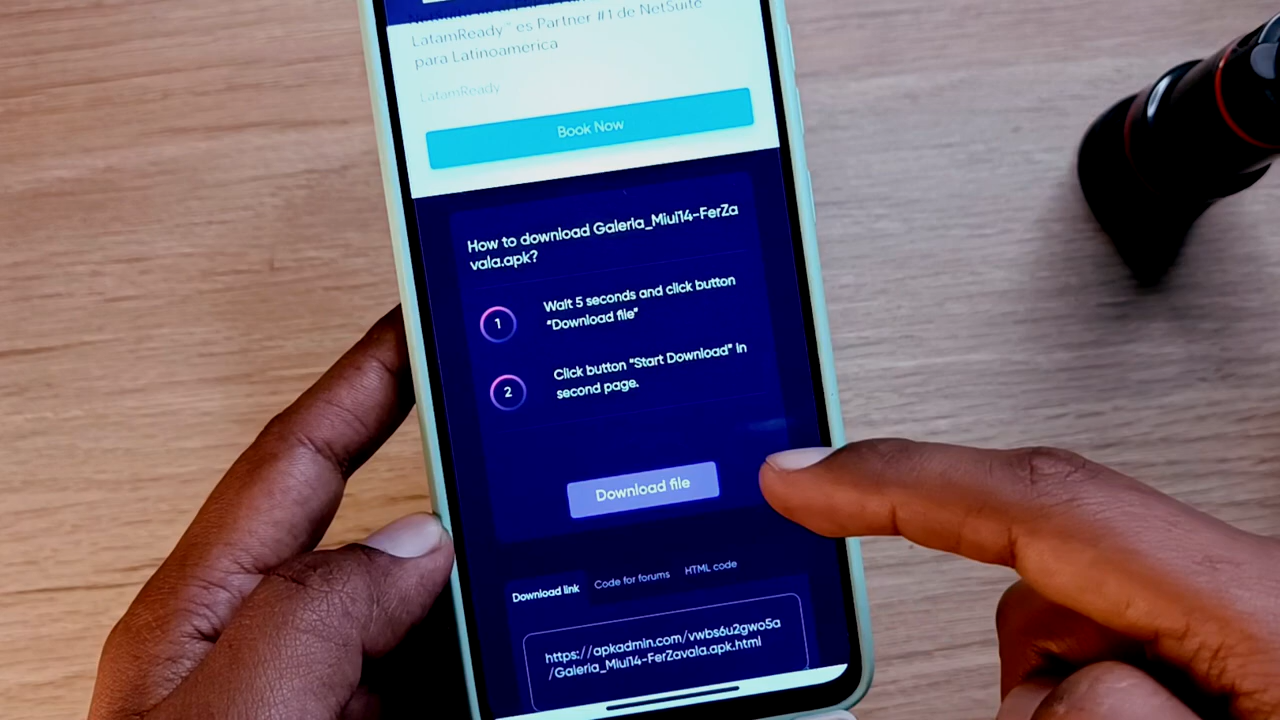 LatamReady™ es Partner #1 de NetSuite
para Latinoamerica
LatamReady
Book Now
How to download Galeria_Miui14-FerZa
vala.apk?
1
Wait 5 seconds and click button
"Download file"
2
Click button "Start Download" in
second page.
Download file
Download link
Code for forums
HTML code
https://apkadmin.com/vwbs6u2gwo5a
/Galeria_Miui14-FerZavala.apk.html